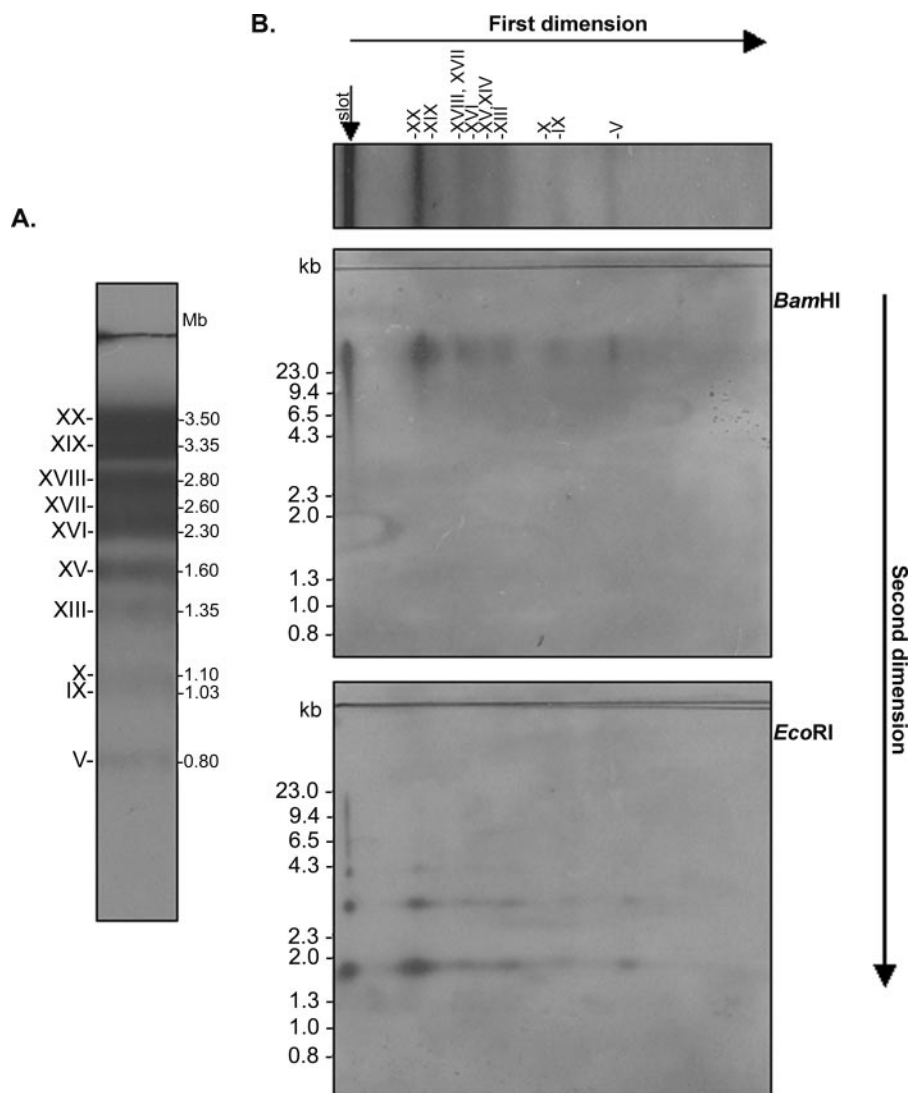 B.
First dimension
slot
-XX
-XIX
-XVIII, XVII
-XVI
-XV,XIV
-XIII
-X
-IX
-V
A.
Mb
XX-
-3.50
XIX-
-3.35
XVIII-
-2.80
XVII-
-2.60
XVI-
-2.30
XV-
-1.60
XIII-
-1.35
X-
-1.10
IX-
-1.03
V-
-0.80
kb
BamHI
23.0 -
9.4 -
6.5 -
4.3 -
2.3 -
2.0 -
1.3 -
1.0 -
0.8 -
kb
EcoRI
23.0 -
9.4 -
6.5 -
4.3 -
2.3 -
2.0 -
1.3 -
1.0 -
0.8 -
Second dimension